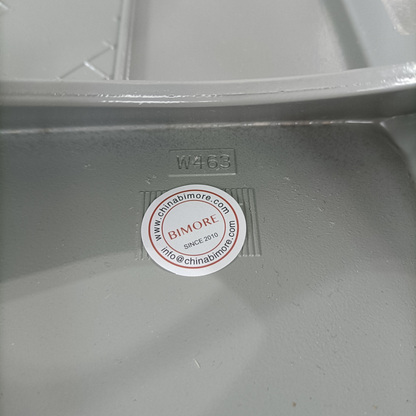 W463
www.chinabimore.com
BIMORE
SINCE 2010
info@chinabimore.com